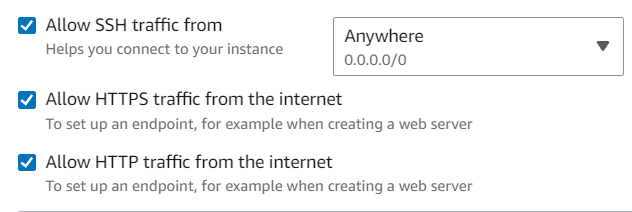 Allow SSH traffic from
Helps you connect to your instance
Anywhere
0.0.0.0/0
Allow HTTPS traffic from the internet
To set up an endpoint, for example when creating a web server
Allow HTTP traffic from the internet
To set up an endpoint, for example when creating a web server